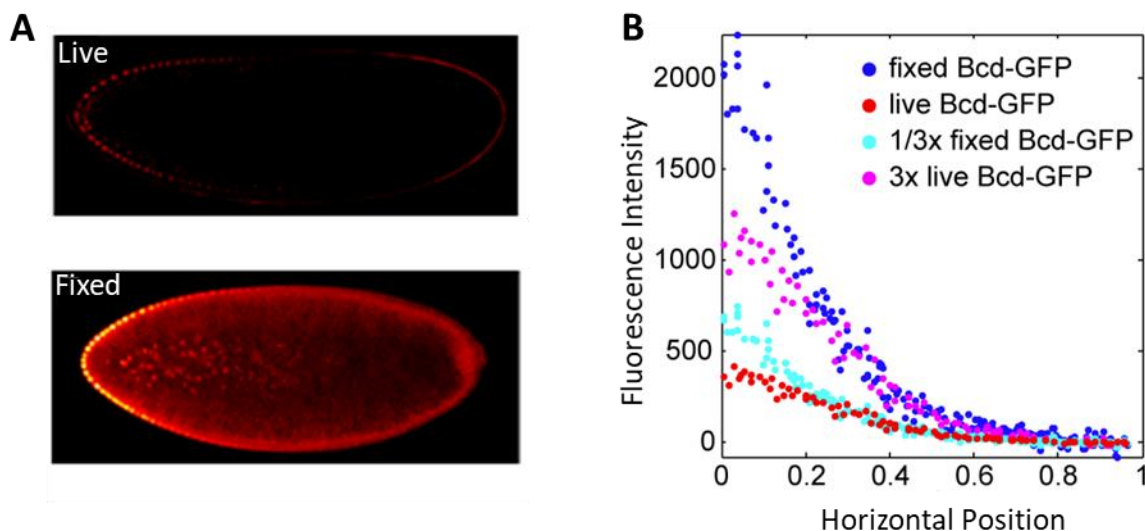 A
Live
Fixed
B
fixed Bcd-GFP
live Bcd-GFP
1/3x fixed Bcd-GFP
3x live Bcd-GFP
Fluorescence Intensity
2000
1500
1000
500
0
0 0.2 0.4 0.6 0.8 1
Horizontal Position